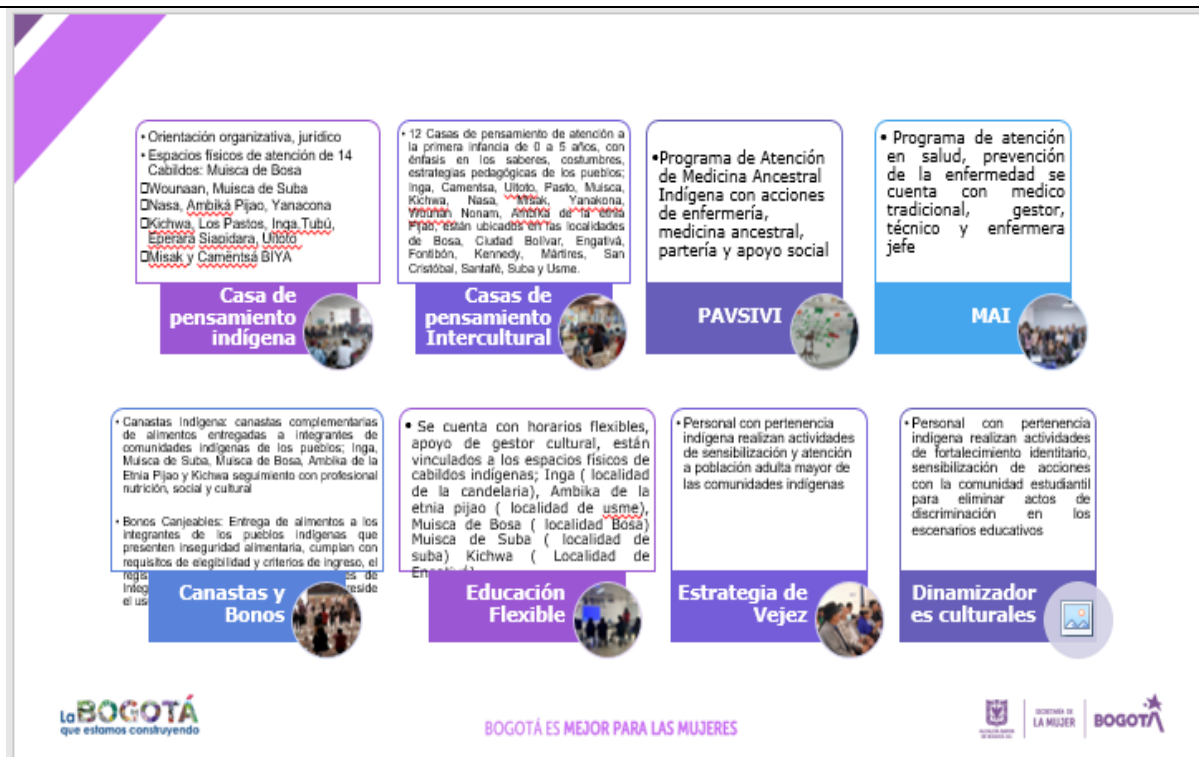 • Orientación organizativa, jurídico
• Espacios físicos de atención de 14
Cabildos: Muisca de Bosa
□Wounaan, Muisca de Suba
□Nasa, Ambiká Pijao, Yanacona
□Kichwa, Los Pastos, Inga Tubú,
Eperara Siapidara, Uitoto
□Misak y Caméntsá BIYA
Casa de
pensamiento
indígena
• 12 Casas de pensamiento de atención a
la primera infancia de 0 a 5 años, con
énfasis en los saberes, costumbres,
estrategias pedagógicas de los pueblos;
Inga, Camentsa, Uitoto, Pasto, Muisca,
Kichwa, Nasa, Misak, Yanakona,
Wounan Nonam, Ambika de la etnia
Pijao, están ubicados en las localidades
de Bosa, Ciudad Bolívar, Engativá,
Fontibón, Kennedy, Mártires, San
Cristóbal, Santafé, Suba y Usme.
Casas de
pensamiento
Intercultural
•Programa de Atención
de Medicina Ancestral
Indígena con acciones
de enfermería,
medicina ancestral,
partería y apoyo social
PAVSIVI
• Programa de atención
en salud, prevención
de la enfermedad se
cuenta con medico
tradicional, gestor,
técnico y enfermera
jefe
MAI
• Canastas Indígena: canastas complementarias
de alimentos entregadas a integrantes de
comunidades indígenas de los pueblos; Inga,
Muisca de Suba, Muisca de Bosa, Ambika de la
Etnia Pijao y Kichwa seguimiento con profesional
nutrición, social y cultural
• Bonos Canjeables: Entrega de alimentos a los
integrantes de los pueblos indígenas que
presenten inseguridad alimentaria, cumplan con
requisitos de elegibilidad y criterios de ingreso, el
de
reside
el
Canastas y
Bonos
• Se cuenta con horarios flexibles,
apoyo de gestor cultural, están
vinculados a los espacios físicos de
cabildos indígenas; Inga ( localidad
de la candelaria), Ambika de la
etnia pijao ( localidad de usme),
Muisca de Bosa ( localidad Bosa)
Muisca de Suba ( localidad de
suba) Kichwa ( Localidad de
Educación
Flexible
• Personal con pertenencia
indígena realizan actividades
de sensibilización y atención
a población adulta mayor de
las comunidades indígenas
Estrategia de
Vejez
•Personal con pertenencia
indígena realizan actividades
de fortalecimiento identitario,
sensibilización de acciones
con la comunidad estudiantil
para eliminar actos de
discriminación en los
escenarios educativos
Dinamizador
es culturales
La BOGOTÁ
que estamos construyendo
BOGOTÁ ES MEJOR PARA LAS MUJERES
SECRETARÍA DE
LA MUJER
BOGOTÁ